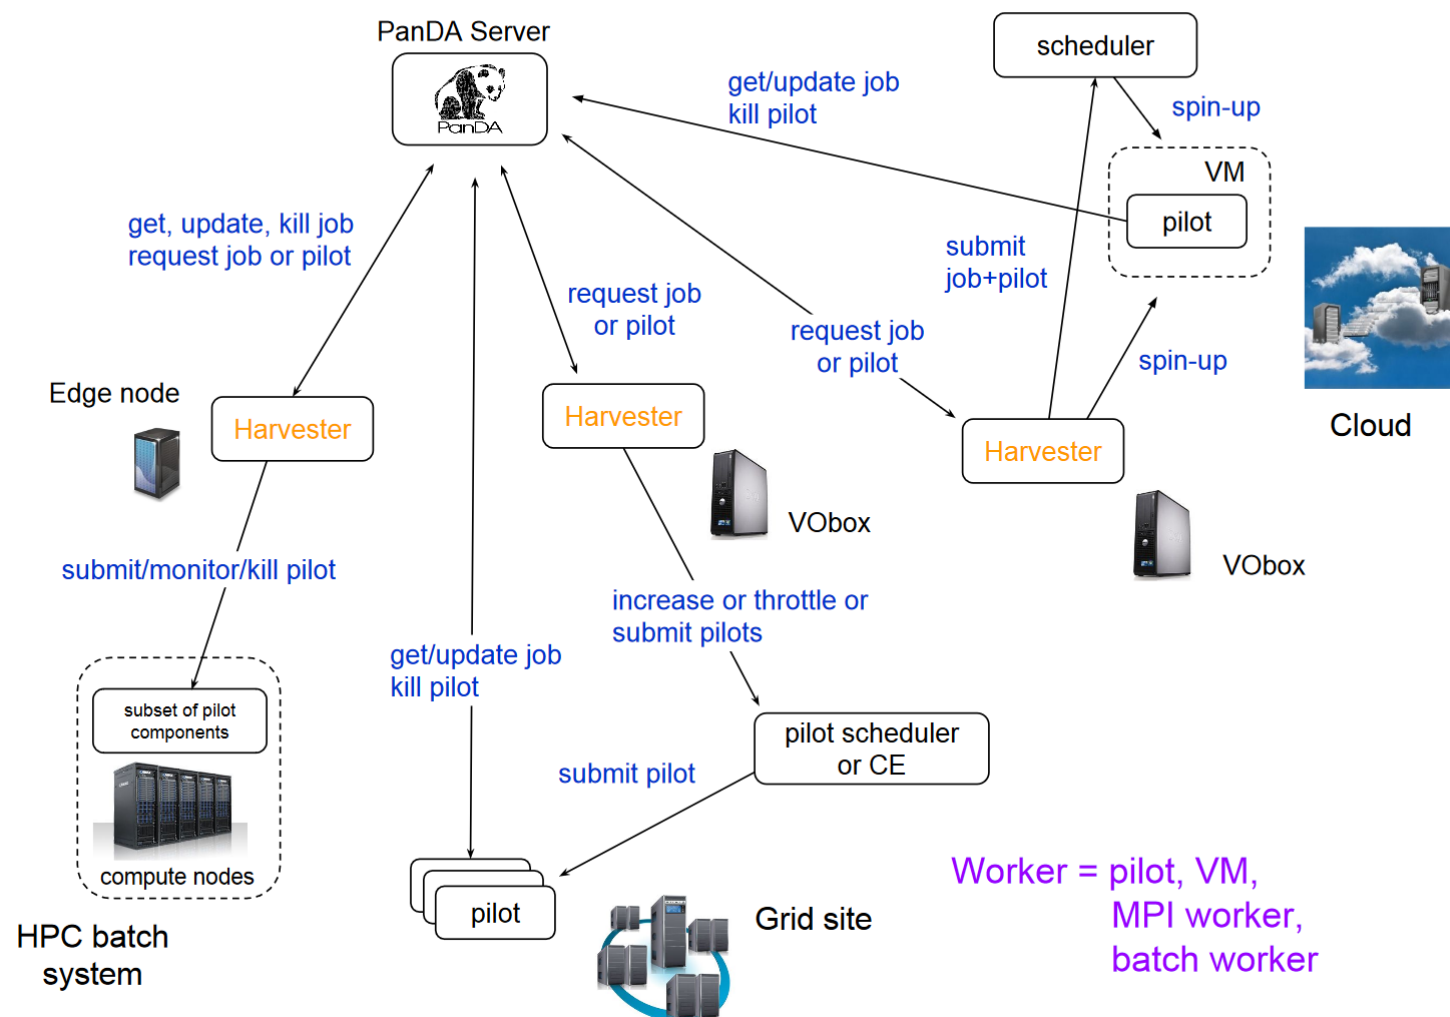 PanDA Server
PanDA
scheduler
get/update job
kill pilot
spin-up
VM
pilot
get, update, kill job
request job or pilot
submit
job+pilot
request job
or pilot
request job
or pilot
spin-up
Edge node
Harvester
Harvester
Harvester
Cloud
VObox
VObox
submit/monitor/kill pilot
increase or throttle or
submit pilots
get/update job
kill pilot
subset of pilot
components
pilot scheduler
or CE
submit pilot
compute nodes
pilot
Grid site
Worker = pilot, VM,
MPI worker,
batch worker
HPC batch
system